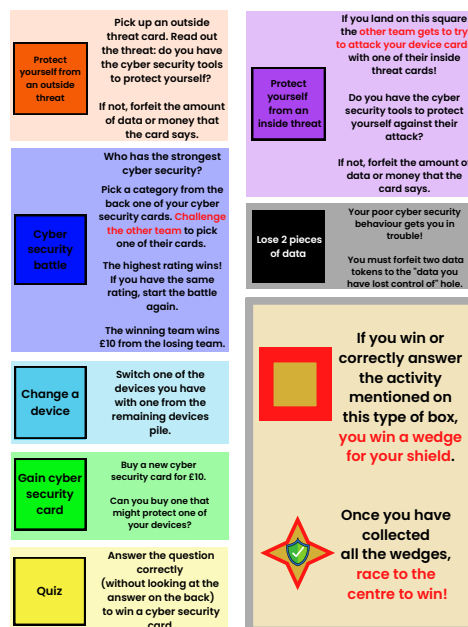 Protect
yourself from
an outside
threat
Pick up an outside
threat card. Read out
the threat: do you have
the cyber security tools
to protect yourself?
If not, forfeit the amount
of data or money that
the card says.
Cyber
security
battle
Who has the strongest
cyber security?
Pick a category from the
back one of your cyber
security cards. Challenge
the other team to pick
one of their cards.
The highest rating wins!
If you have the same
rating, start the battle
again.
The winning team wins
£10 from the losing team.
Change a
device
Switch one of the
devices you have
with one from the
remaining devices
pile.
Gain cyber
security
card
Buy a new cyber
security card for £10.
Can you buy one that
might protect one of
your devices?
Quiz
Answer the question
correctly
(without looking at the
answer on the back)
to win a cyber security
card.
Protect
yourself
from an
inside threat
If you land on this square
the other team gets to try
to attack your device card
with one of their inside
threat cards!
Do you have the cyber
security tools to protect
yourself against their
attack?
If not, forfeit the amount of
data or money that the
card says.
Lose 2 pieces
of data
Your poor cyber security
behaviour gets you in
trouble!
You must forfeit two data
tokens to the "data you
have lost control of" hole.
If you win or
correctly answer
the activity
mentioned on
this type of box,
you win a wedge
for your shield.
Once you have
collected
all the wedges,
race to the
centre to win!